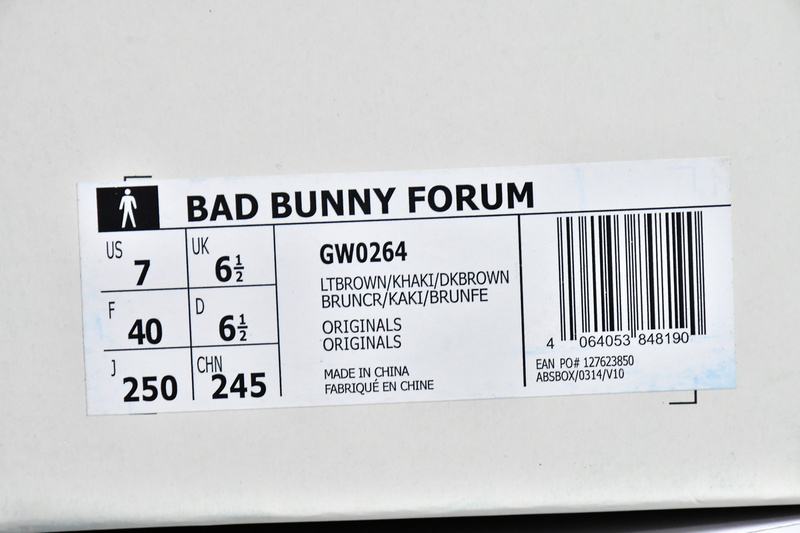 BAD BUNNY FORUM
US 7
UK 6½
F 40
D 6½
J 250
CHN 245
GW0264
LTBROWN/KHAKI/DKBROWN
BRUNCR/KAKI/BRUNFE
ORIGINALS
ORIGINALS
MADE IN CHINA
FABRIQUÉ EN CHINE
4 064053 848190
EAN PO# 127623850
ABSBOX/0314/V10